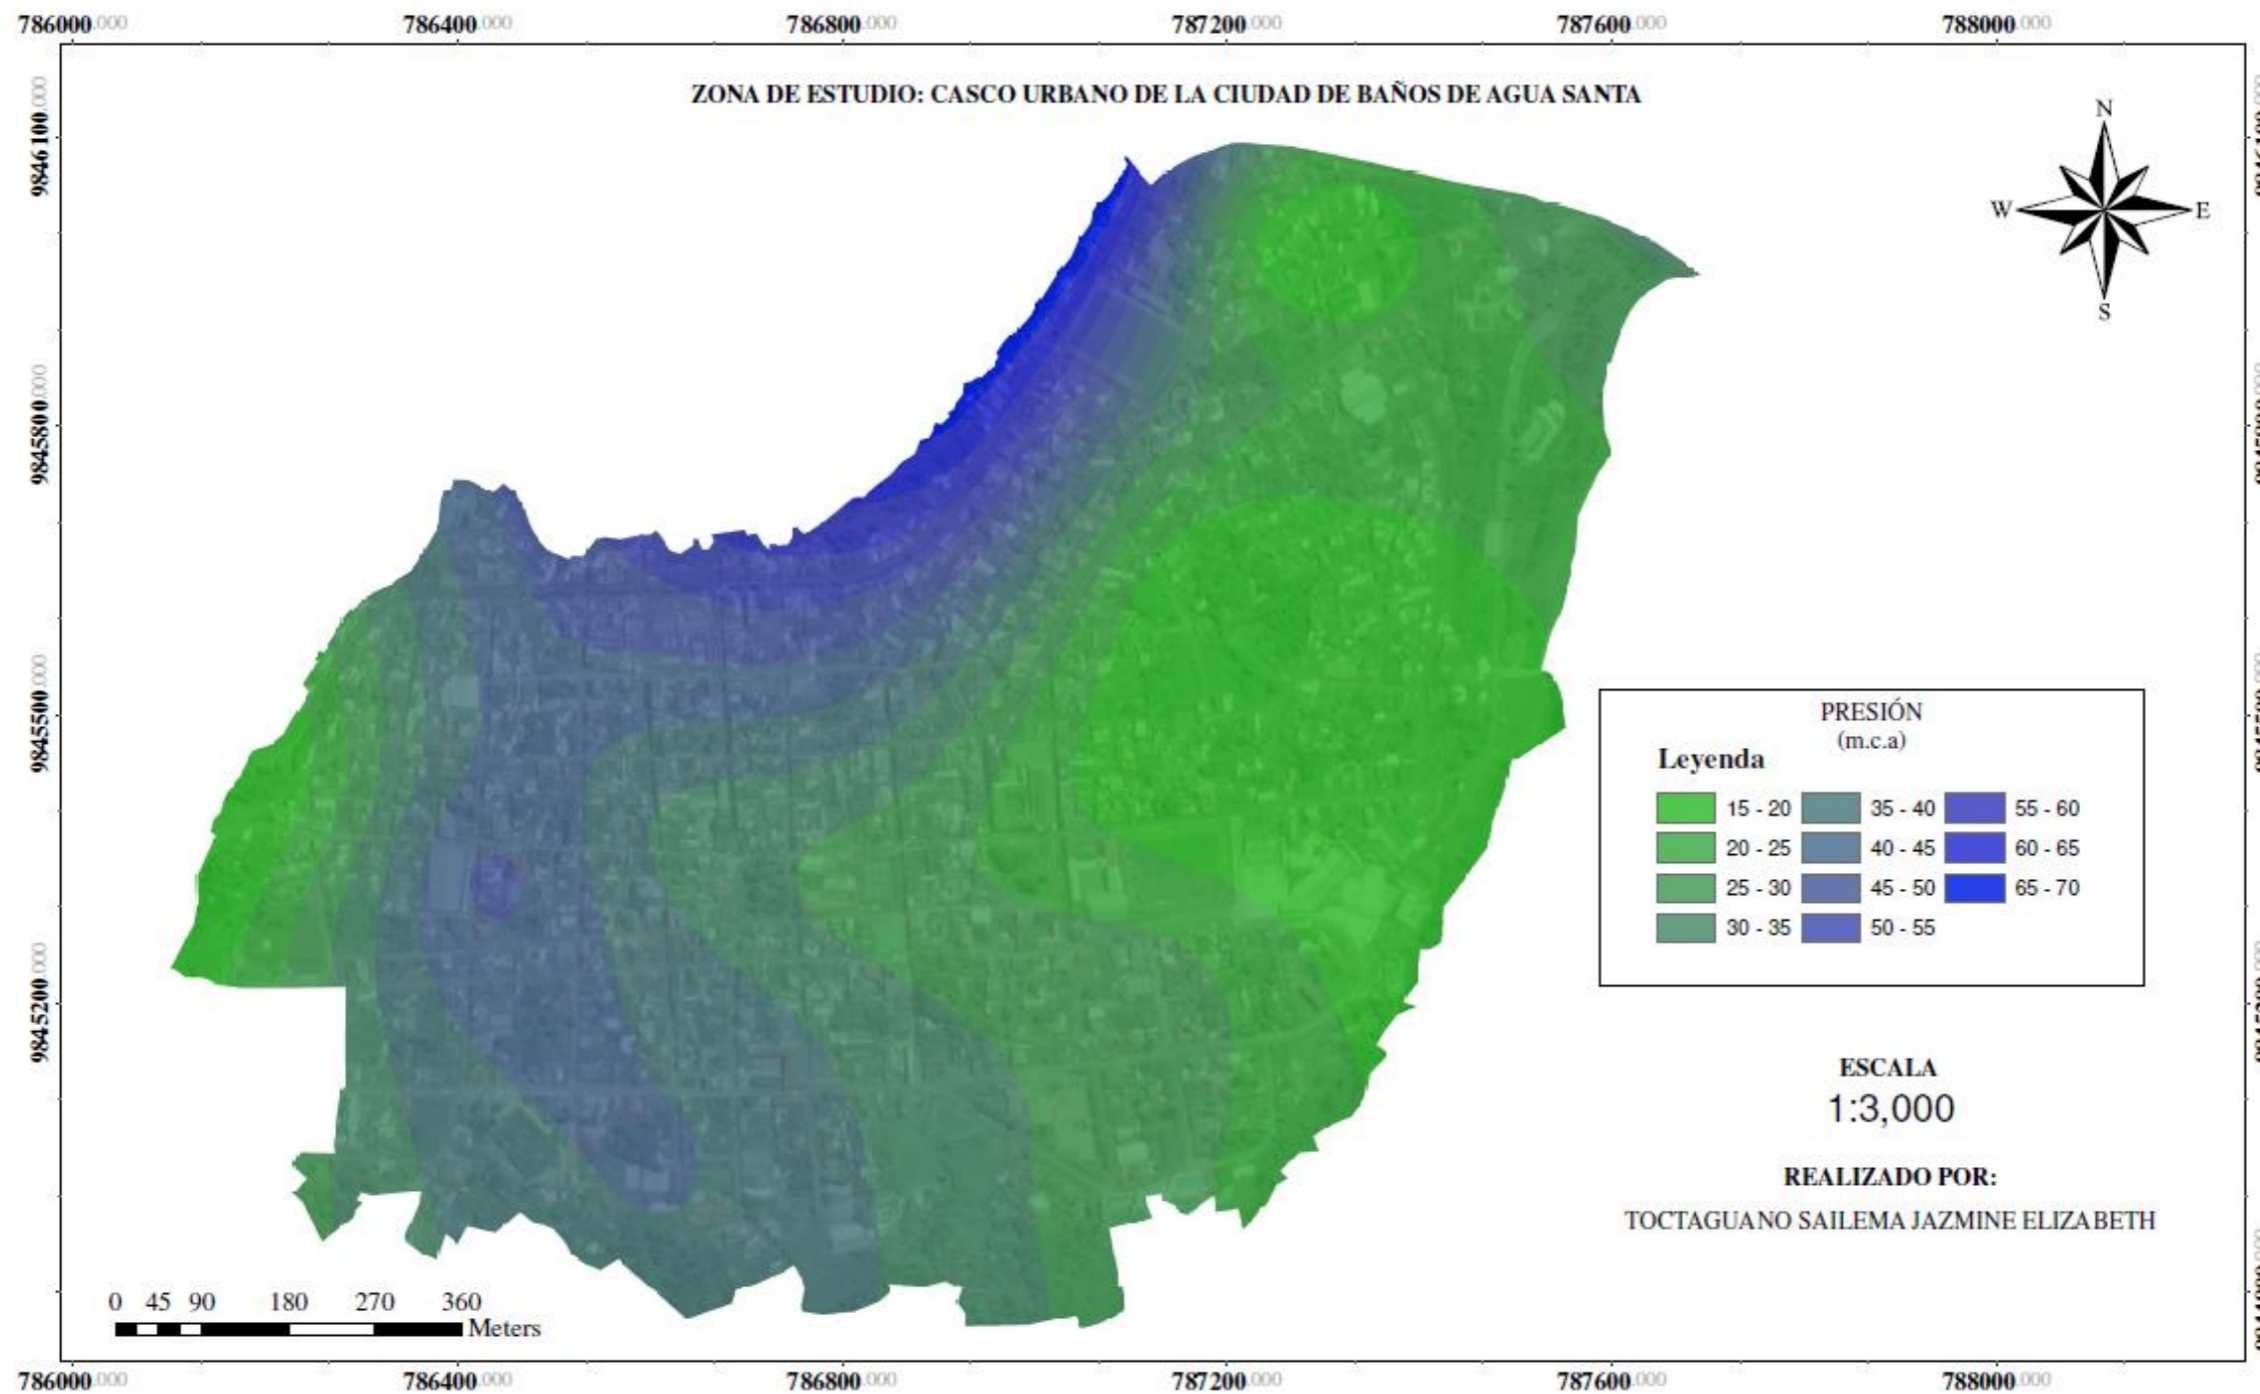 786000.000 786400.000 786800.000 787200.000 787600.000 788000.000
ZONA DE ESTUDIO: CASCO URBANO DE LA CIUDAD DE BAÑOS DE AGUA SANTA
N
W E
S
9846100.000
9845800.000
9845500.000
9845200.000
PRESIÓN
(m.c.a)
Leyenda
15 - 20 35 - 40 55 - 60
20 - 25 40 - 45 60 - 65
25 - 30 45 - 50 65 - 70
30 - 35 50 - 55
ESCALA
1:3,000
REALIZADO POR:
TOCTAGUANO SAILEMA JAZMINE ELIZABETH
0 45 90 180 270 360
Meters
786000.000 786400.000 786800.000 787200.000 787600.000 788000.000